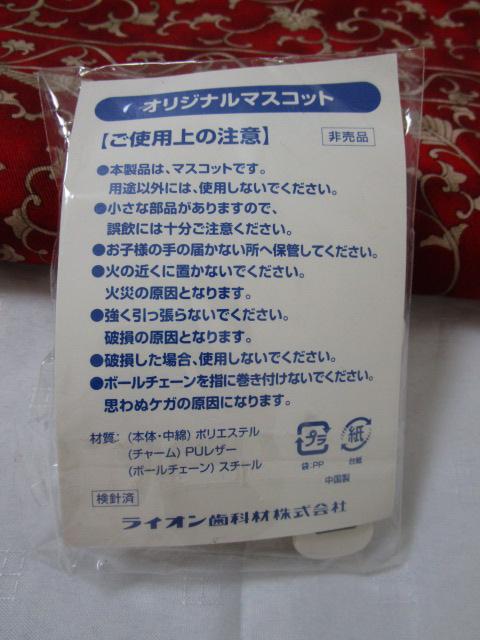 オリジナルマスコット
【ご使用上の注意】
非売品
●本製品は、マスコットです。
用途以外には、使用しないでください。
●小さな部品がありますので、
誤飲には十分ご注意ください。
●お子様の手の届かない所へ保管してください。
●火の近くに置かないでください。
火災の原因となります。
●強く引っ張らないでください。
破損の原因となります。
●破損した場合、使用しないでください。
●ボールチェーンを指に巻き付けないでください。
思わぬケガの原因になります。
材質:(本体・中綿)ポリエステル
(チャーム)PUレザー
(ボールチェーン)スチール
プラ
袋:PP
紙
台紙
中国製
検針済
ライオン歯科材株式会社